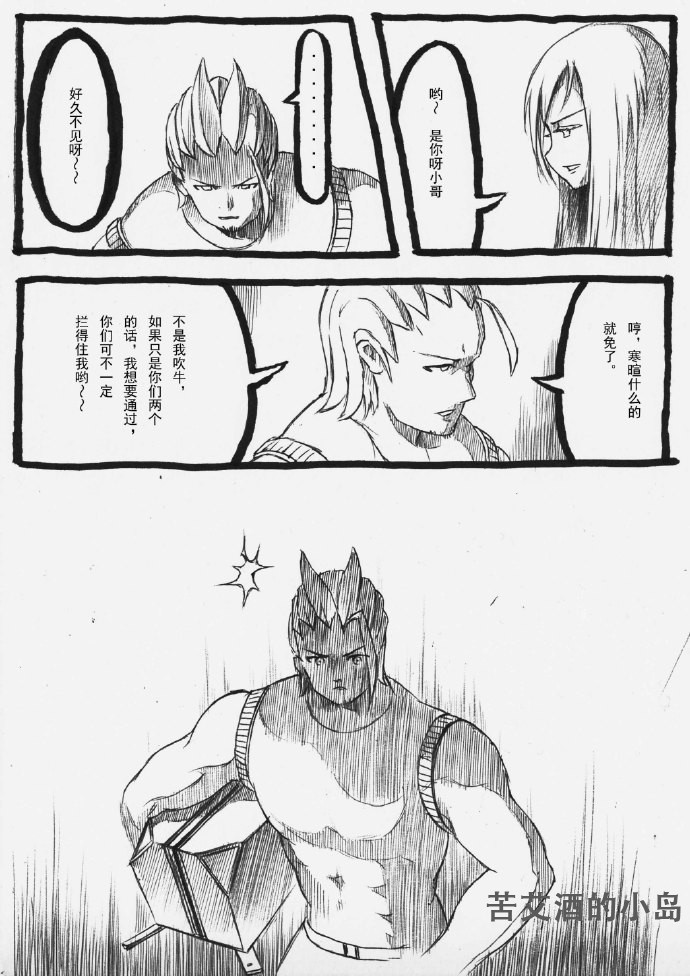 哟～ 是你呀小哥
.......
好久不见呀～～
哼，寒暄什么的
就免了。
不是我吹牛，
如果只是你们两个
的话，我想要通过，
你们可不一定
拦得住我哟～～
苦艾酒的小岛